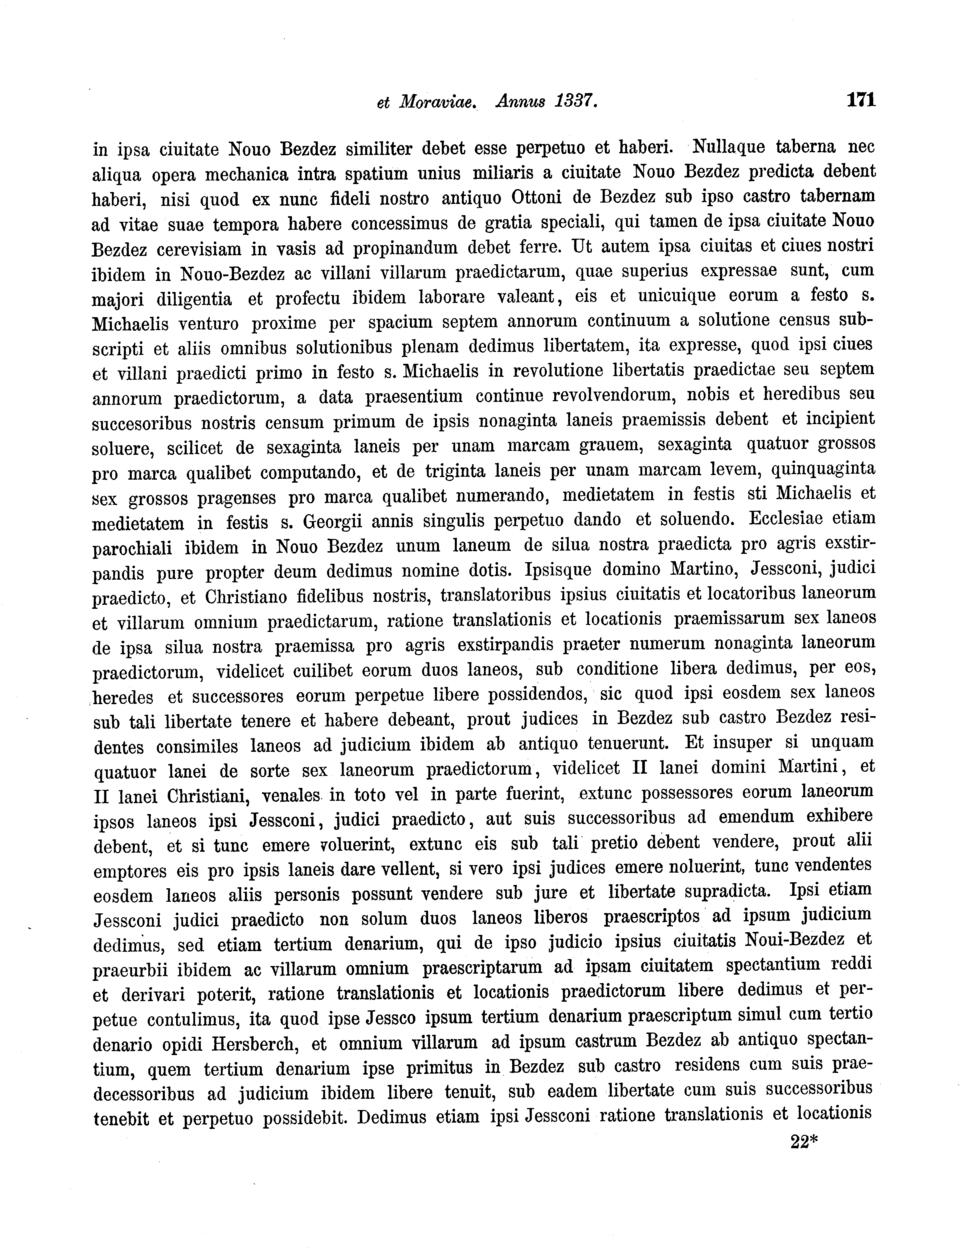 et Moraviae. Annus 1337. 171
in ipsa ciuitate Nouo Bezdez similiter debet esse perpetuo et haberi. Nullaque taberna nec
aliqua opera mechanica intra spatium unius miliaris a ciuitate Nouo Bezdez predicta debent
haberi, nisi quod ex nunc fideli nostro antiquo Ottoni de Bezdez sub ipso castro tabernam
ad vitae suae tempora habere concessimus de gratia speciali, qui tamen de ipsa ciuitate Nouo
Bezdez cerevisiam in vasis ad propinandum debet ferre. Ut autem ipsa ciuitas et ciues nostri
ibidem in Nouo-Bezdez ac villani villarum praedictarum, quae superius expressae sunt, cum
majori diligentia et profectu ibidem laborare valeant, eis et unicuique eorum a festo s.
Michaelis venturo proxime per spacium septem annorum continuum a solutione census sub-
scripti et aliis omnibus solutionibus plenam dedimus libertatem, ita expresse, quod ipsi ciues
et villani praedicti primo in festo s. Michaelis in revolutione libertatis praedictae seu septem
annorum praedictorum, a data praesentium continue revolvendorum, nobis et heredibus seu
succesoribus nostris censum primum de ipsis nonaginta laneis praemissis debent et incipient
soluere, scilicet de sexaginta laneis per unam marcam grauem, sexaginta quatuor grossos
pro marca qualibet computando, et de triginta laneis per unam marcam levem, quinquaginta
sex grossos pragenses pro marca qualibet numerando, medietatem in festis sti Michaelis et
medietatem in festis s. Georgii annis singulis perpetuo dando et soluendo. Ecclesiae etiam
parochiali ibidem in Nouo Bezdez unum laneum de silua nostra praedicta pro agris exstir-
pandis pure propter deum dedimus nomine dotis. Ipsisque domino Martino, Jessconi, judici
praedicto, et Christiano fidelibus nostris, translatoribus ipsius ciuitatis et locatoribus laneorum
et villarum omnium praedictarum, ratione translationis et locationis praemissarum sex laneos
de ipsa silua nostra praemissa pro agris exstirpandis praeter numerum nonaginta laneorum
praedictorum, videlicet cuilibet eorum duos laneos, sub conditione libera dedimus, per eos,
heredes et successores eorum perpetue libere possidendos, sic quod ipsi eosdem sex laneos
sub tali libertate tenere et habere debeant, prout judices in Bezdez sub castro Bezdez resi-
dentes consimiles laneos ad judicium ibidem ab antiquo tenuerunt. Et insuper si unquam
quatuor lanei de sorte sex laneorum praedictorum, videlicet II lanei domini Martini, et
II lanei Christiani, venales in toto vel in parte fuerint, extunc possessores eorum laneorum
ipsos laneos ipsi Jessconi, judici praedicto, aut suis successoribus ad emendum exhibere
debent, et si tunc emere voluerint, extunc eis sub tali pretio debent vendere, prout alii
emptores eis pro ipsis laneis dare vellent, si vero ipsi judices emere noluerint, tunc vendentes
eosdem laneos aliis personis possunt vendere sub jure et libertate supradicta. Ipsi etiam
Jessconi judici praedicto non solum duos laneos liberos praescriptos ad ipsum judicium
dedimus, sed etiam tertium denarium, qui de ipso judicio ipsius ciuitatis Noui-Bezdez et
praeurbii ibidem ac villarum omnium praescriptarum ad ipsam ciuitatem spectantium reddi
et derivari poterit, ratione translationis et locationis praedictorum libere dedimus et per-
petue contulimus, ita quod ipse Jessco ipsum tertium denarium praescriptum simul cum tertio
denario opidi Hersberch, et omnium villarum ad ipsum castrum Bezdez ab antiquo spectan-
tium, quem tertium denarium ipse primitus in Bezdez sub castro residens cum suis prae-
decessoribus ad judicium ibidem libere tenuit, sub eadem libertate cum suis successoribus
tenebit et perpetuo possidebit. Dedimus etiam ipsi Jessconi ratione translationis et locationis
22*